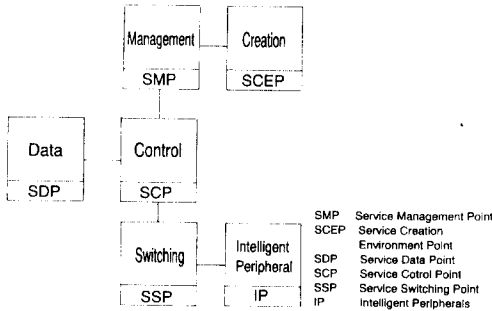 Management
SMP
Creation
SCEP
Data
SDP
Control
SCP
Switching
SSP
Intelligent
Peripheral
IP
SMP Service Management Point
SCEP Service Creation
Environment Point
SDP Service Data Point
SCP Service Cotrol Point
SSP Service Switching Point
IP Intelligent Peripherals